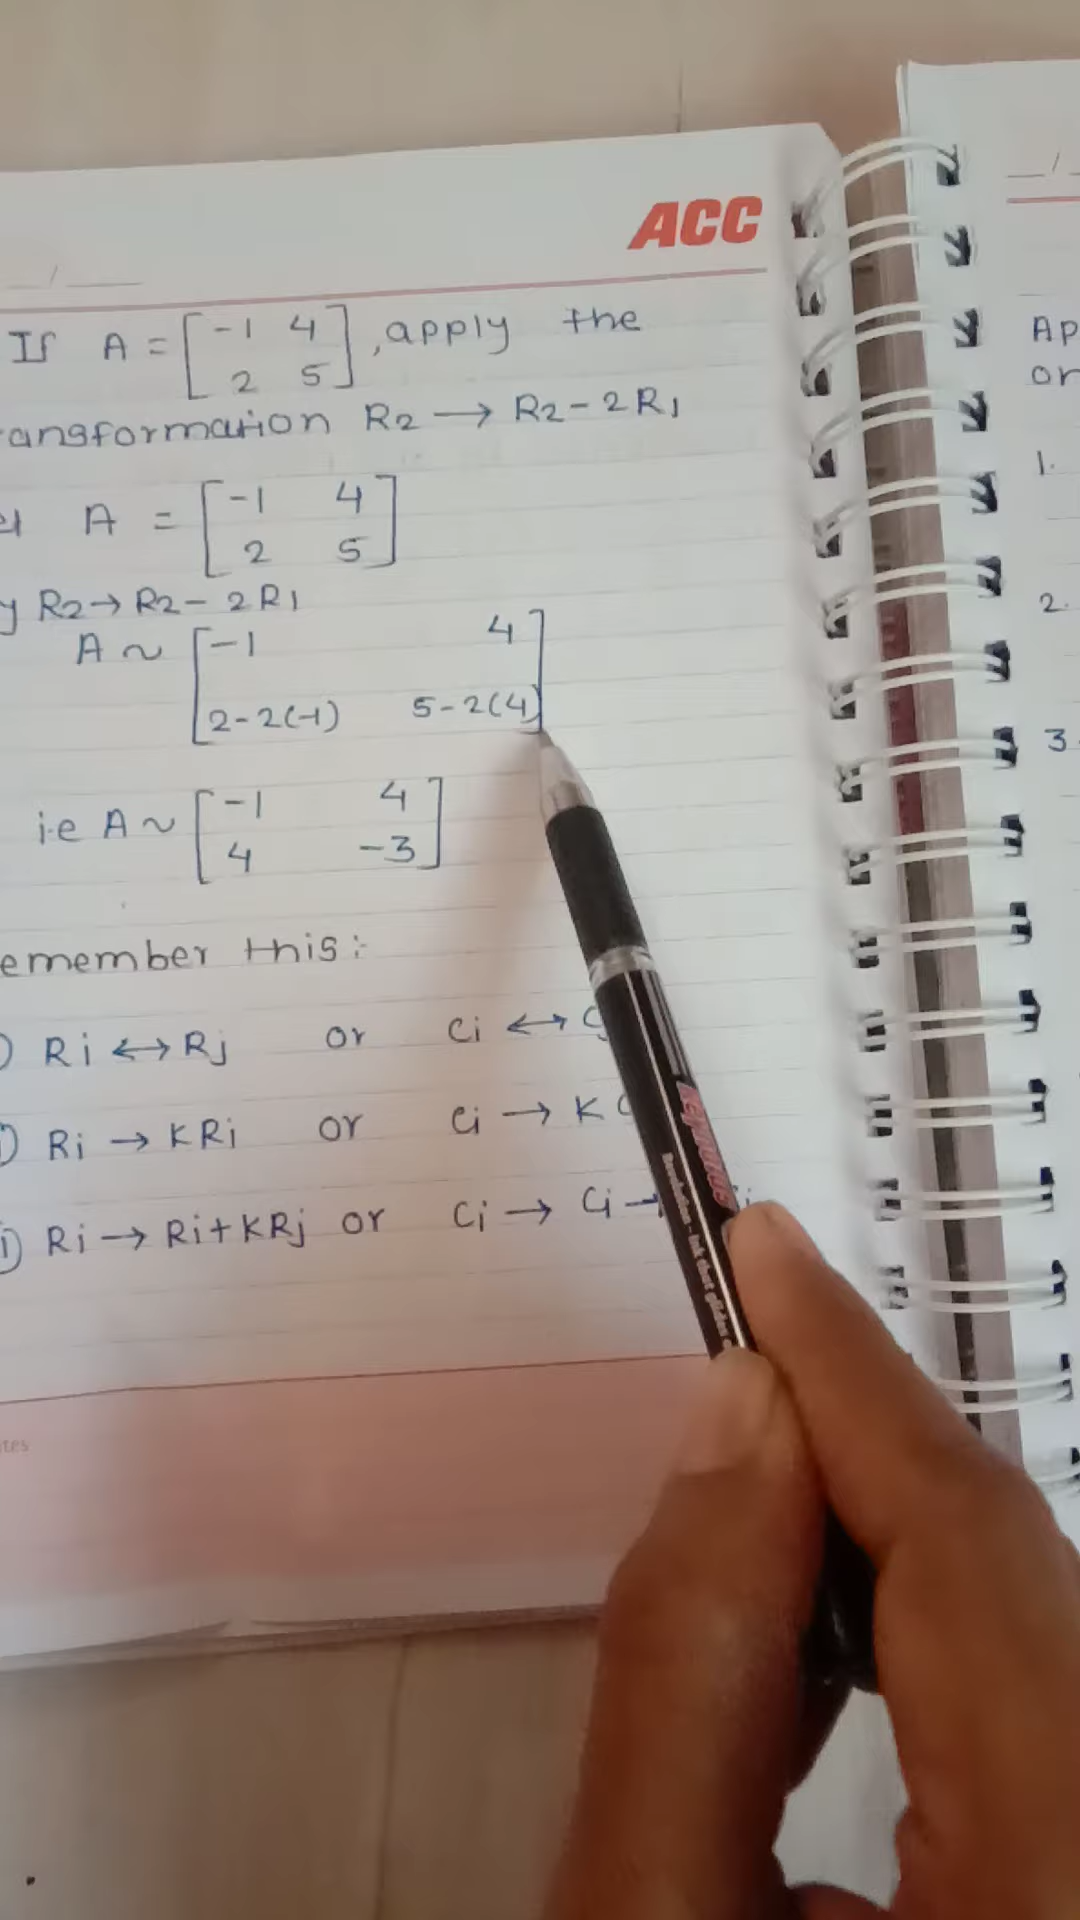 ACC
If A = [ -1 4 ] , apply the
[ 2 5 ]
ansformation R2 → R2 - 2R1
A = [ -1 4 ]
[ 2 5 ]
y R2 → R2 - 2R1
A ~ [ -1 4 ]
[ 2-2(-1) 5-2(4) ]
i.e A ~ [ -1 4 ]
[ 4 -3 ]
emember this:
Ri ↔ Rj or Ci ↔ C
Ri → KRi or Ci → K
Ri → Ri+KRj or Ci → Ci
Reynolds
Ap
or
1.
2.
3.